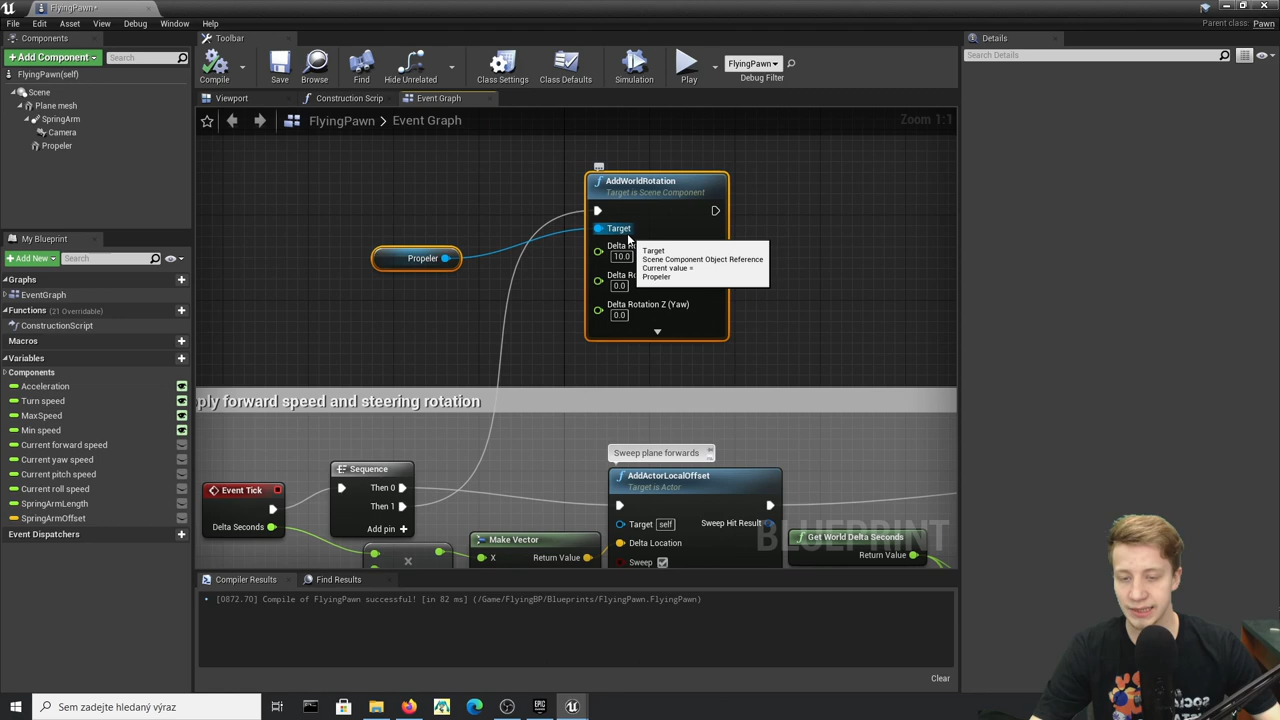 FlyingPawn*
File Edit Asset View Debug Window Help
Parent class: Pawn
Components
Toolbar
Details
+Add Component
Search
Search Details
FlyingPawn(self)
Compile
Save
Browse
Find
Hide Unrelated
Class Settings
Class Defaults
Simulation
Play
FlyingPawn
Debug Filter
Scene
Plane mesh
SpringArm
Camera
Propeler
Viewport
Construction Scrip
Event Graph
FlyingPawn > Event Graph
Zoom 1:1
AddWorldRotation
Target is Scene Component
Target
Propeler
Delta R
10.0
Delta R
0.0
Delta Rotation Z (Yaw)
0.0
Target
Scene Component Object Reference
Current value =
Propeler
My Blueprint
+Add New
Search
Graphs
EventGraph
Functions (21 Overridable)
ConstructionScript
Macros
Variables
Components
Acceleration
Turn speed
MaxSpeed
Min speed
Current forward speed
Current yaw speed
Current pitch speed
Current roll speed
SpringArmLength
SpringArmOffset
Event Dispatchers
ply forward speed and steering rotation
Sweep plane forwards
Sequence
Then 0
Then 1
Add pin +
Event Tick
Delta Seconds
AddActorLocalOffset
Target is Actor
Target self
Sweep Hit Result
Delta Location
Sweep
Make Vector
X
Return Value
Get World Delta Seconds
Return Value
BLUEPRINT
Compiler Results
Find Results
[0872.70] Compile of FlyingPawn successful! [in 82 ms] (/Game/FlyingBP/Blueprints/FlyingPawn.FlyingPawn)
Clear
Sem zadejte hledaný výraz
EPIC